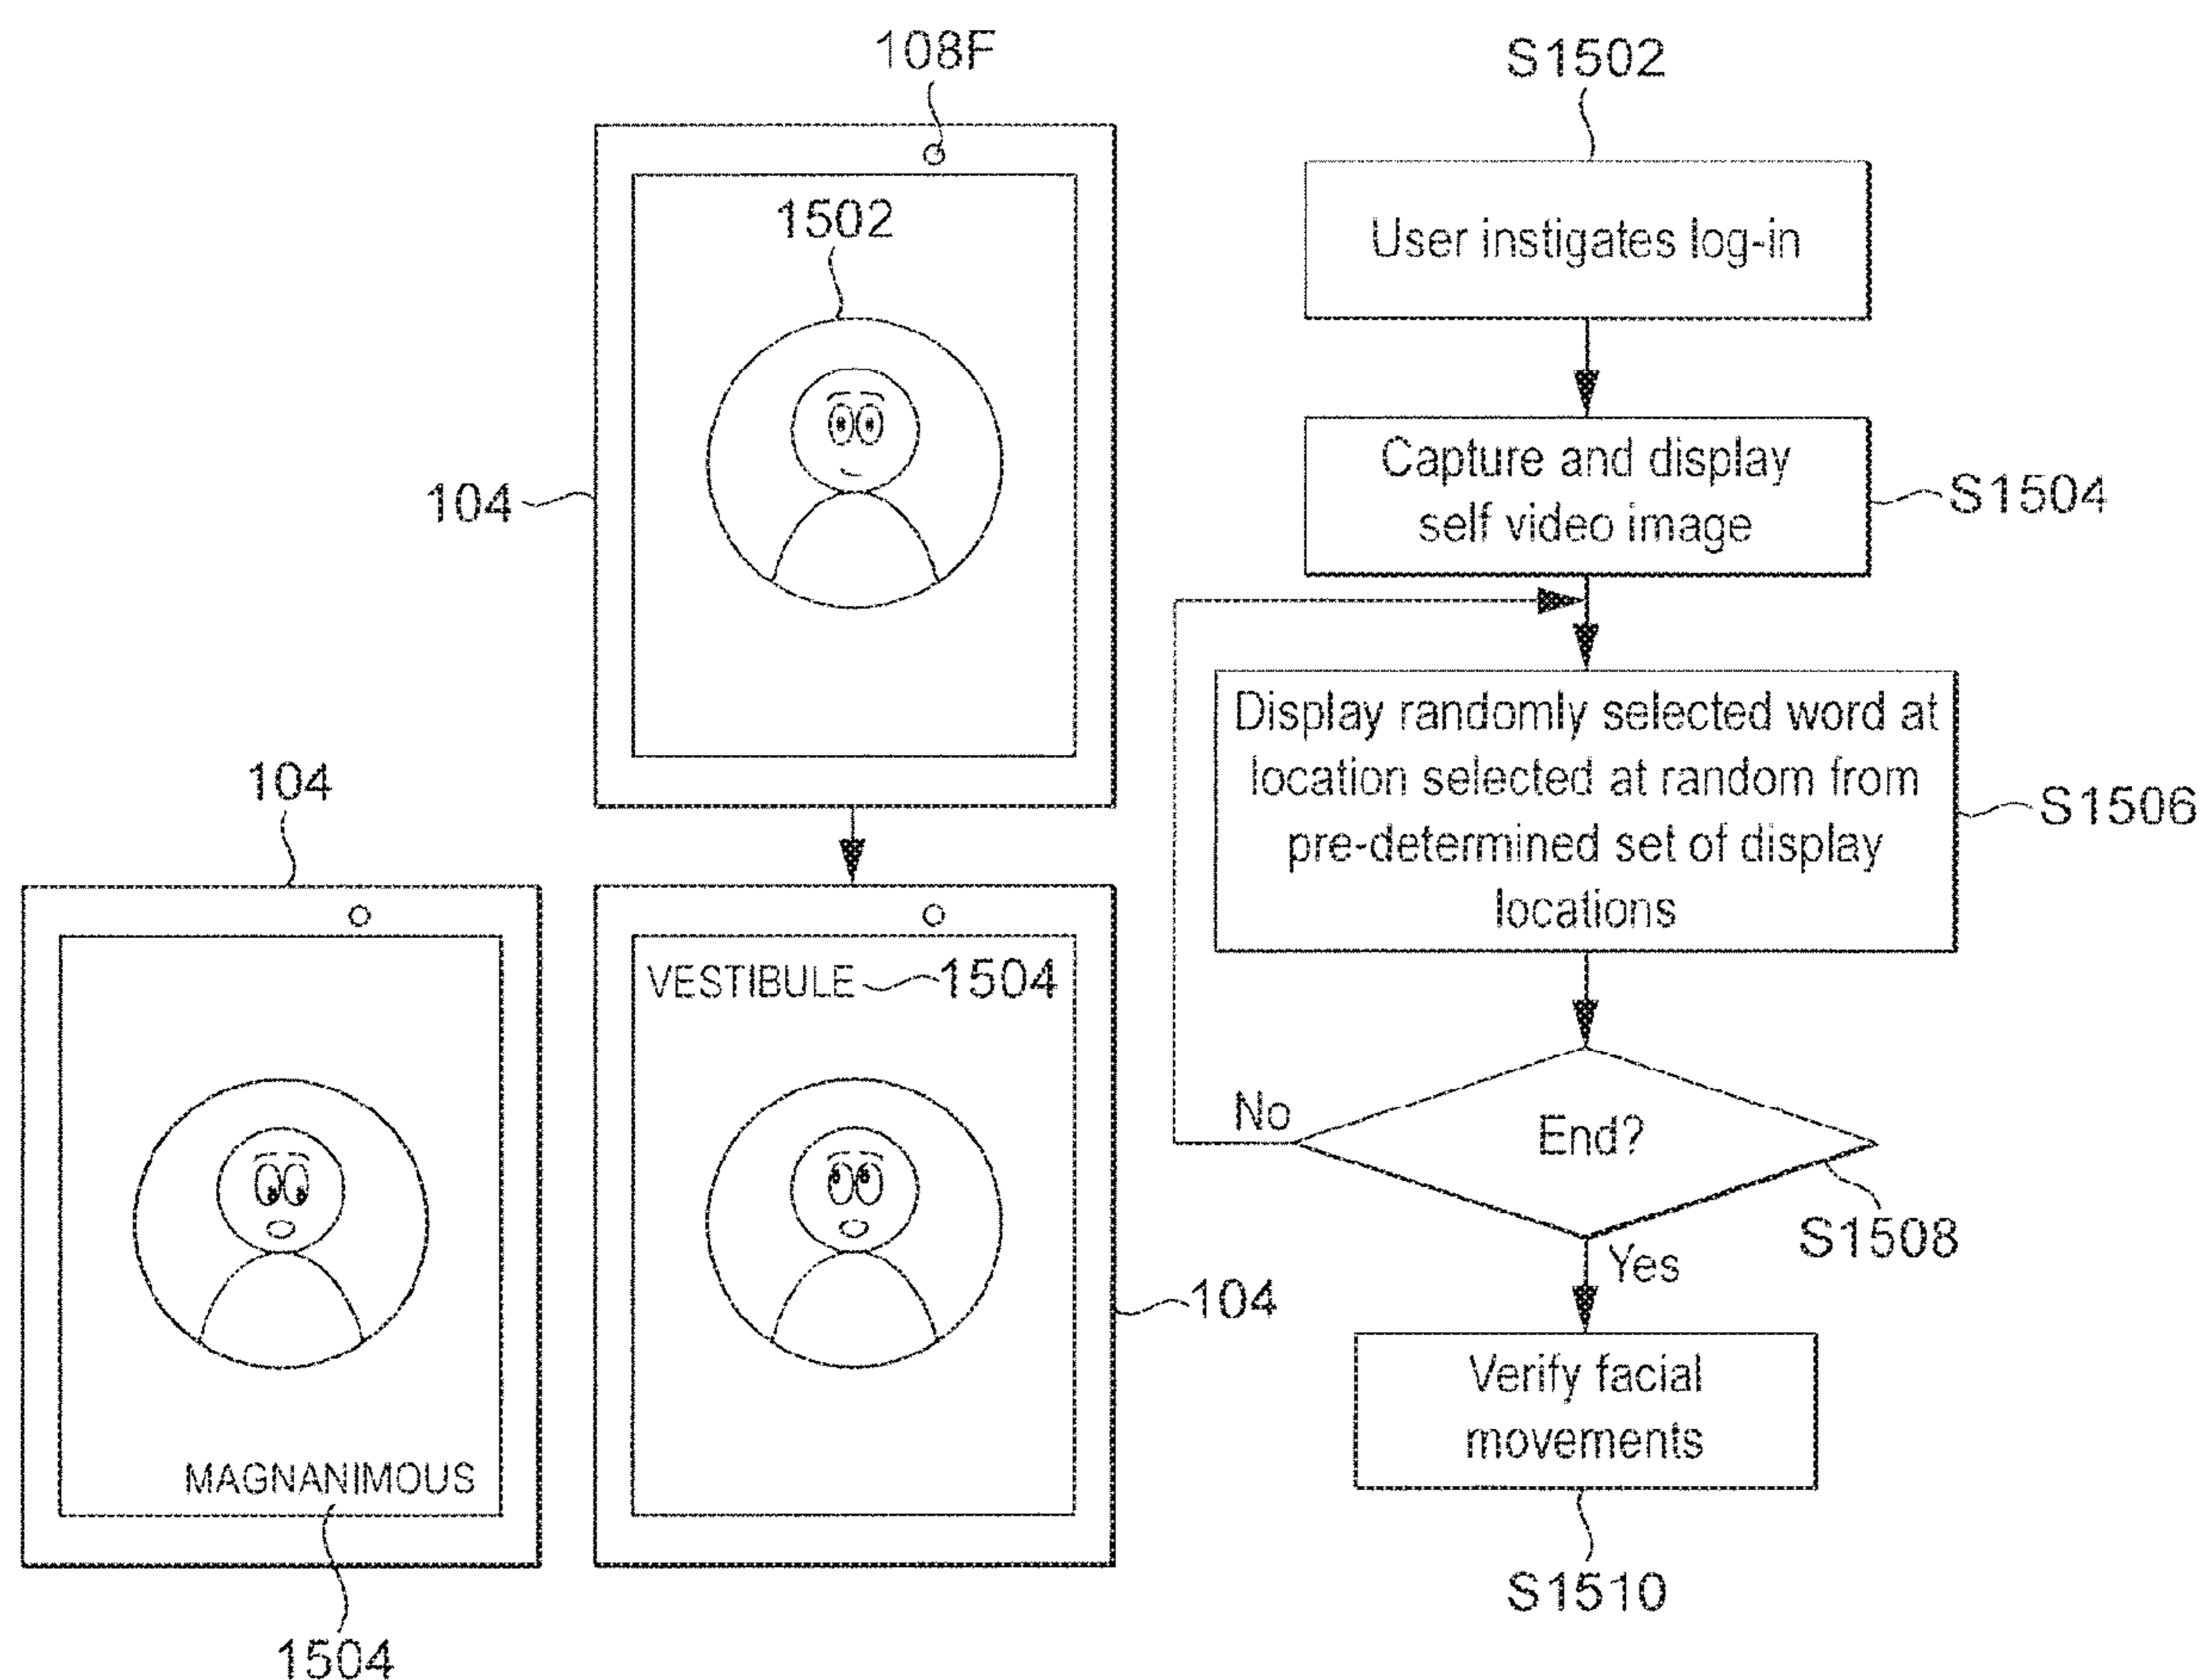 108F
1502
104
104
VESTIBULE
1504
104
MAGNANIMOUS
1504
S1502
User instigates log-in
Capture and display
self video image
S1504
Display randomly selected word at
location selected at random from
pre-determined set of display
locations
S1506
No
End?
S1508
Yes
Verify facial
movements
S1510